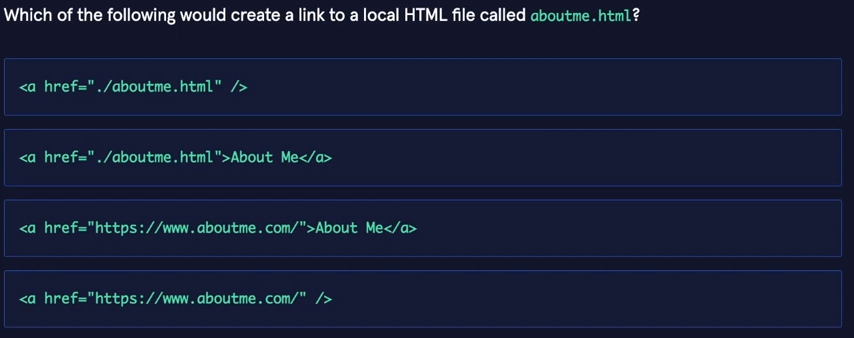 Which of the following would create a link to a local HTML file called aboutme.html?
<a href="./aboutme.html" />
<a href="./aboutme.html">About Me</a>
<a href="https://www.aboutme.com/">About Me</a>
<a href="https://www.aboutme.com/" />